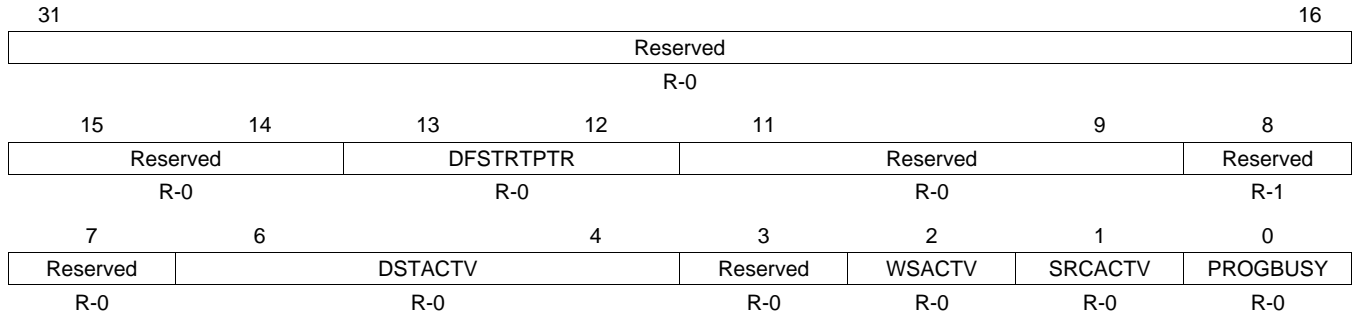 31 16
Reserved
R-0
15 14 13 12 11 9 8
Reserved DFSTRTPTR Reserved Reserved
R-0 R-0 R-0 R-1
7 6 4 3 2 1 0
Reserved DSTACTV Reserved WSACTV SRCACTV PROGBUSY
R-0 R-0 R-0 R-0 R-0 R-0